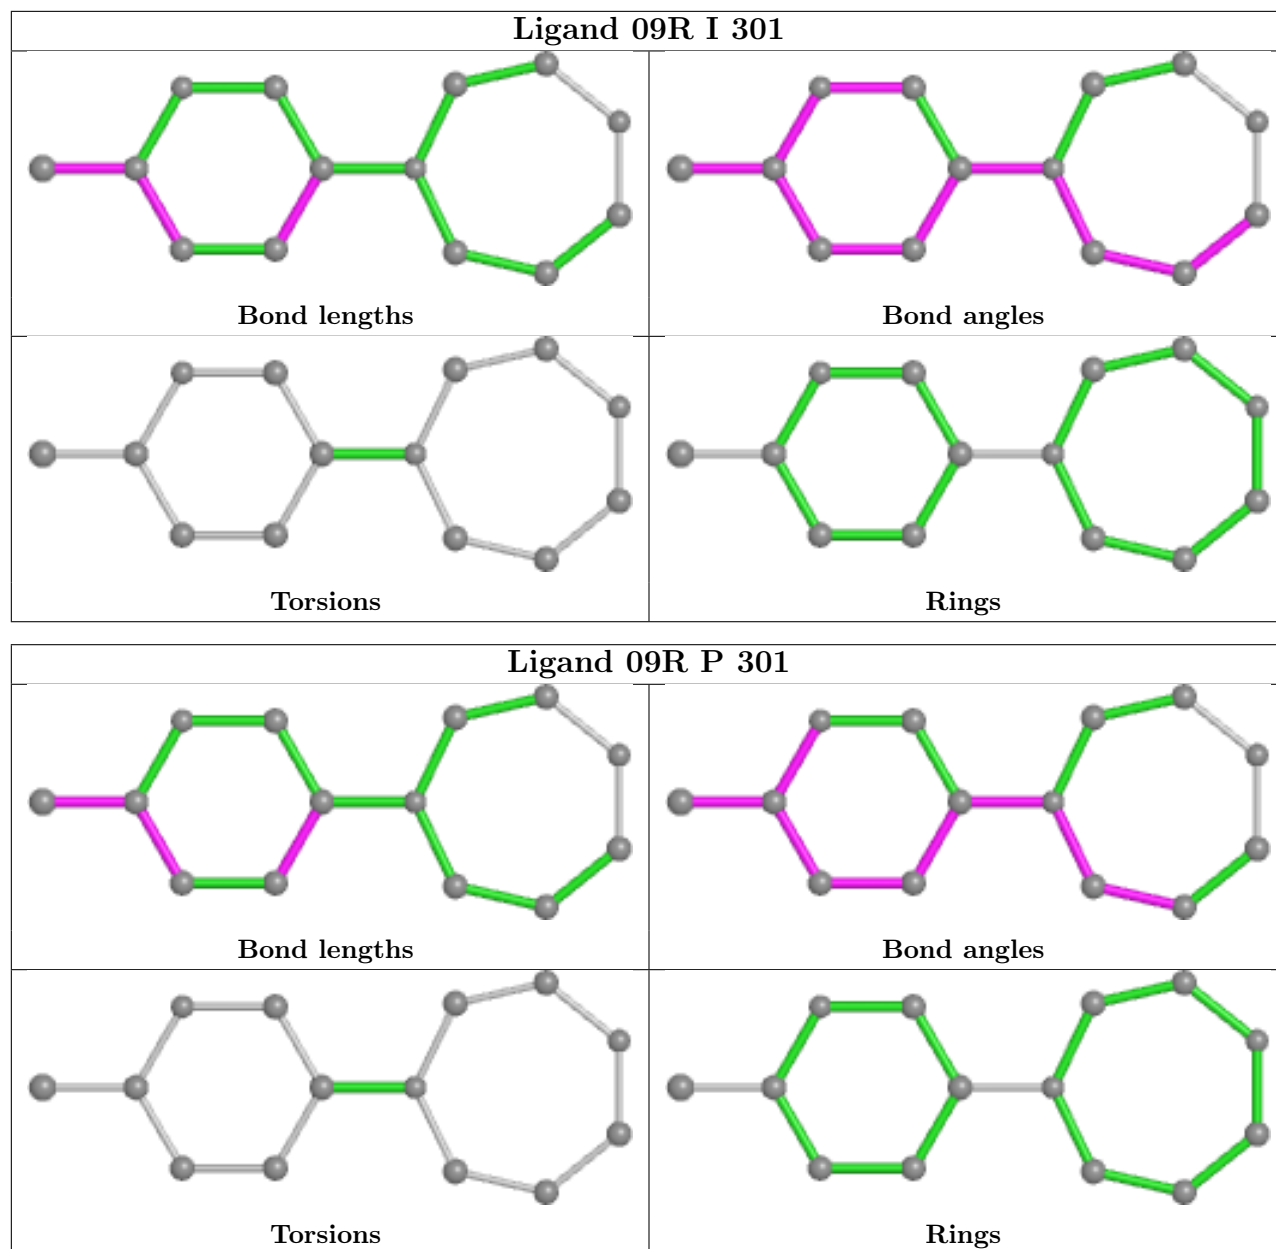 Ligand 09R I 301
Bond lengths
Bond angles
Torsions
Rings
Ligand 09R P 301
Bond lengths
Bond angles
Torsions
Rings